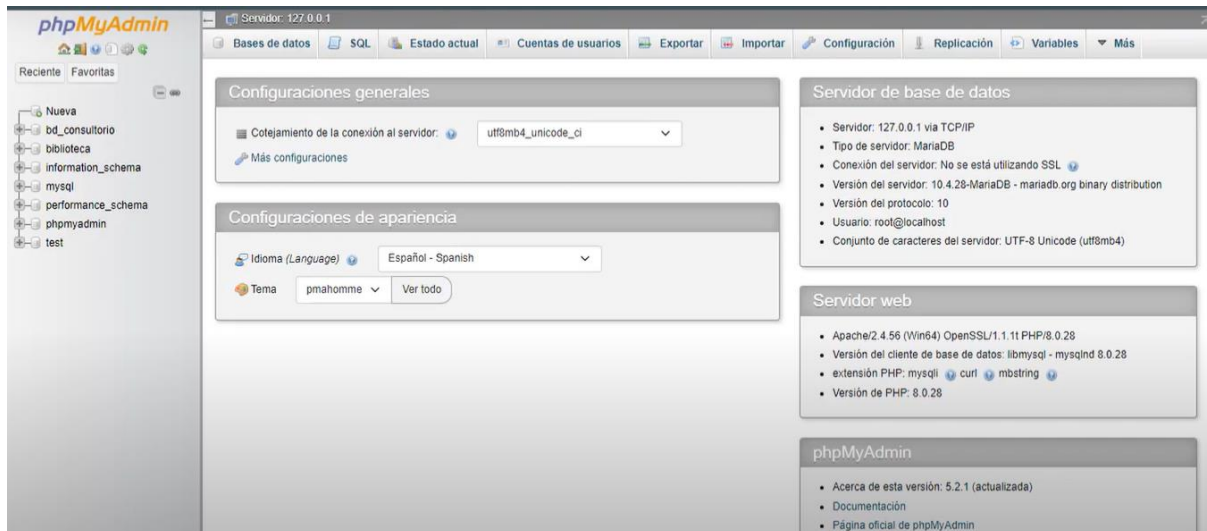 phpMyAdmin
Reciente Favoritas
Nueva
bd_consultorio
biblioteca
information_schema
mysql
performance_schema
phpmyadmin
test
Servidor: 127.0.0.1
Bases de datos SQL Estado actual Cuentas de usuarios Exportar Importar Configuración Replicación Variables Más
Configuraciones generales
Cotejamiento de la conexión al servidor: utf8mb4_unicode_ci
Más configuraciones
Configuraciones de apariencia
Idioma (Language) Español - Spanish
Tema pmahomme Ver todo
Servidor de base de datos
Servidor: 127.0.0.1 via TCP/IP
Tipo de servidor: MariaDB
Conexión del servidor: No se está utilizando SSL
Versión del servidor: 10.4.28-MariaDB - mariadb.org binary distribution
Versión del protocolo: 10
Usuario: root@localhost
Conjunto de caracteres del servidor: UTF-8 Unicode (utf8mb4)
Servidor web
Apache/2.4.56 (Win64) OpenSSL/1.1.1t PHP/8.0.28
Versión del cliente de base de datos: libmysql - mysqlnd 8.0.28
extensión PHP: mysqli curl mbstring
Versión de PHP: 8.0.28
phpMyAdmin
Acerca de esta versión: 5.2.1 (actualizada)
Documentación
Página oficial de phpMyAdmin